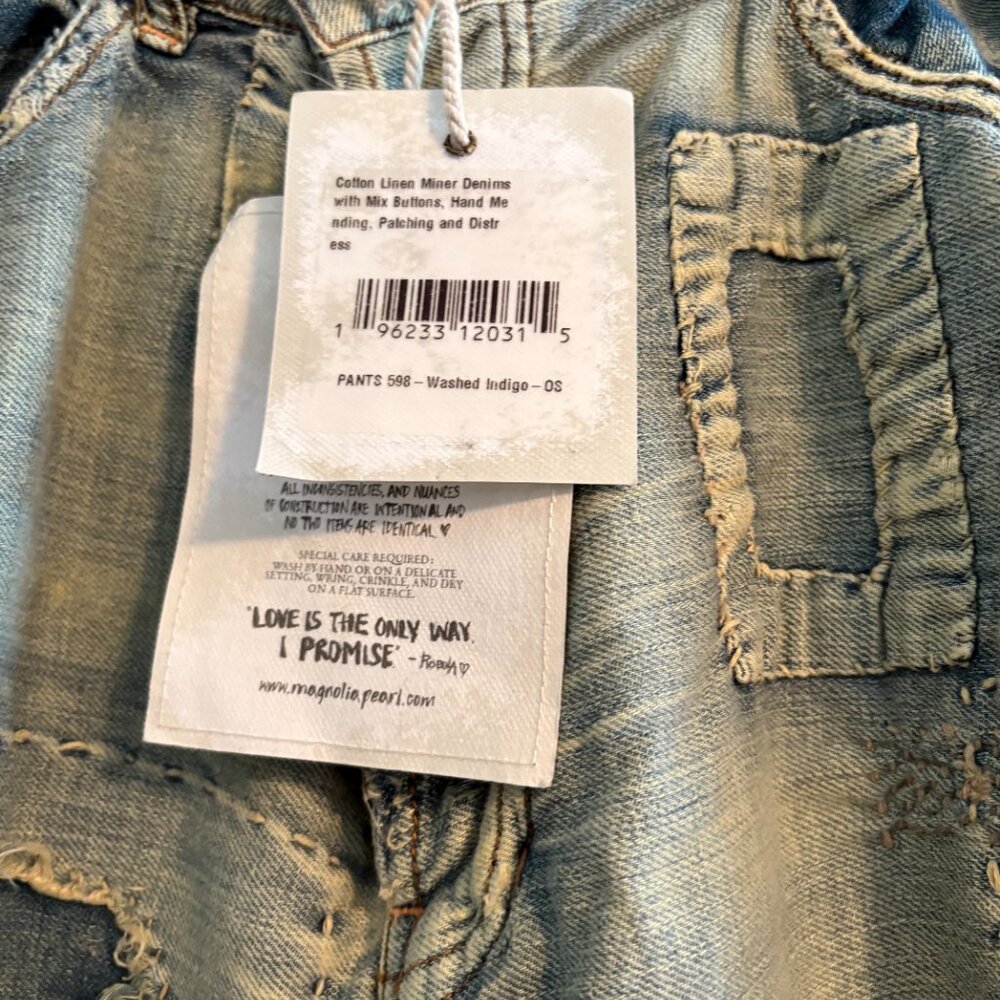 Cotton Linen Miner Denims
with Mix Buttons, Hand Me
nding, Patching and Distr
ess
1 96233 12031 5
PANTS 598 – Washed Indigo – OS
ALL INCONSISTENCIES, AND NUANCES
OF CONSTRUCTION ARE INTENTIONAL AND
NO TWO ITEMS ARE IDENTICAL ♥
SPECIAL CARE REQUIRED:
WASH BY HAND OR ON A DELICATE
SETTING, WRING, CRINKLE, AND DRY
ON A FLAT SURFACE.
"LOVE IS THE ONLY WAY.
I PROMISE" -
www.magnoliapearl.com